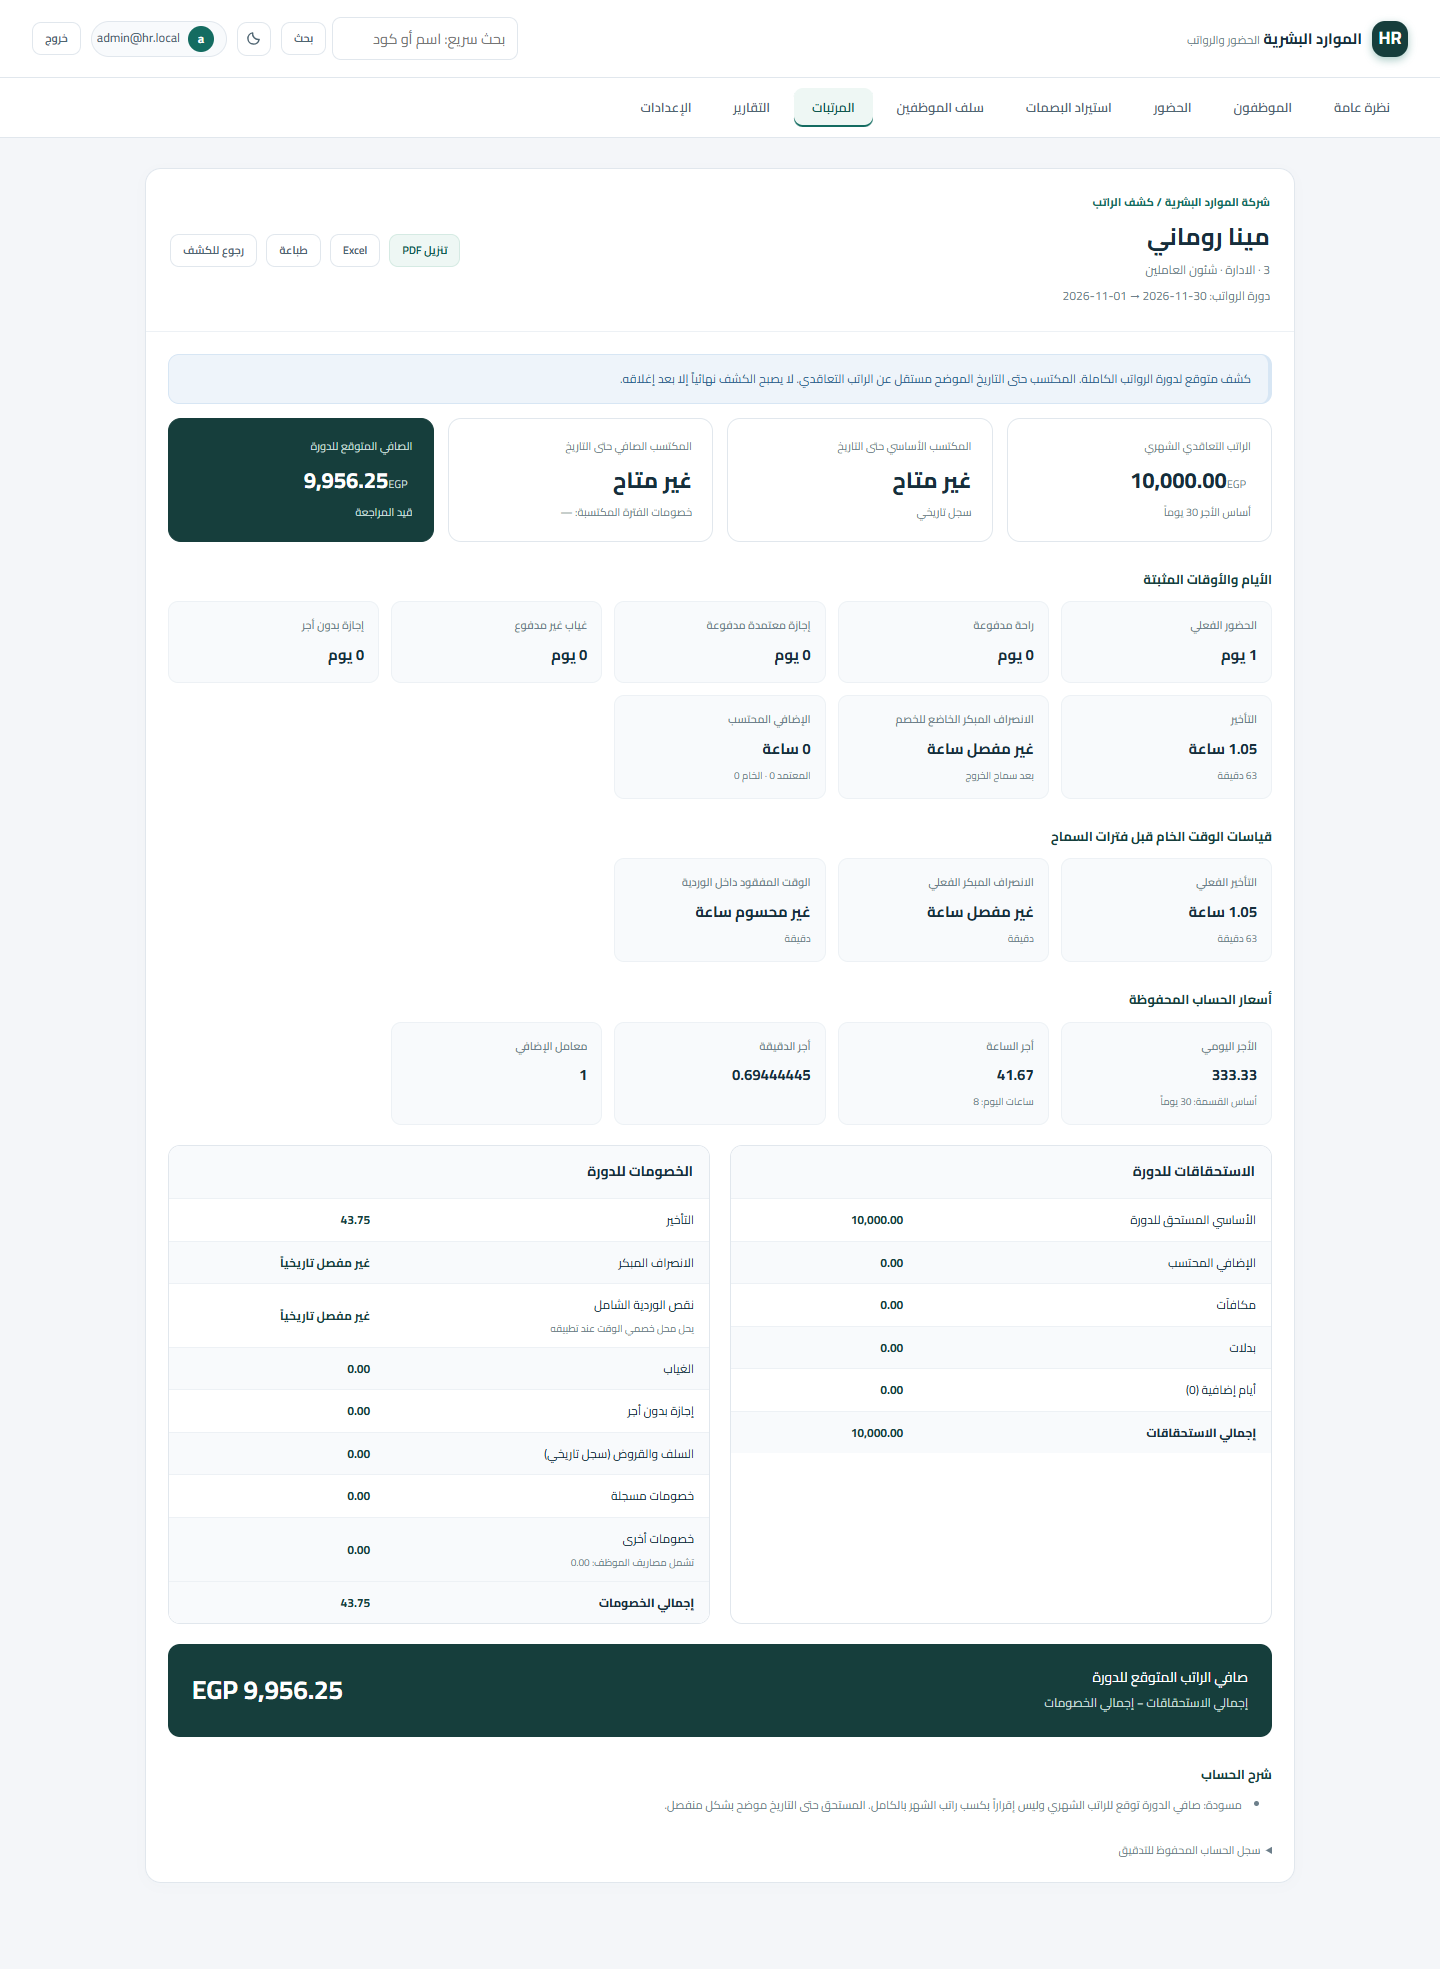 HR الموارد البشرية الحضور والرواتب
بحث سريع: اسم أو كود
بحث
a admin@hr.local
خروج
نظرة عامة
الموظفون
الحضور
استيراد البصمات
سلف الموظفين
المرتبات
التقارير
الإعدادات
شركة الموارد البشرية / كشف الراتب
مينا روماني
3 · الادارة · شئون العاملين
دورة الرواتب: 2026-11-30 → 2026-11-01
تنزيل PDF
Excel
طباعة
رجوع للكشف
كشف متوقع لدورة الرواتب الكاملة. المكتسب حتى التاريخ الموضح مستقل عن الراتب التعاقدي. لا يصبح الكشف نهائياً إلا بعد إغلاقه.
الراتب التعاقدي الشهري
10,000.00 EGP
أساس الأجر 30 يوماً
المكتسب الأساسي حتى التاريخ
غير متاح
سجل تاريخي
المكتسب الصافي حتى التاريخ
غير متاح
خصومات الفترة المكتسبة: —
الصافي المتوقع للدورة
9,956.25 EGP
قيد المراجعة
الأيام والأوقات المثبتة
الحضور الفعلي
1 يوم
راحة مدفوعة
0 يوم
إجازة معتمدة مدفوعة
0 يوم
غياب غير مدفوع
0 يوم
إجازة بدون أجر
0 يوم
التأخير
1.05 ساعة
63 دقيقة
الانصراف المبكر الخاضع للخصم
غير مفصل ساعة
بعد سماح الخروج
الإضافي المحتسب
0 ساعة
المعتمد 0 · الخام 0
قياسات الوقت الخام قبل فترات السماح
التأخير الفعلي
1.05 ساعة
63 دقيقة
الانصراف المبكر الفعلي
غير مفصل ساعة
دقيقة
الوقت المفقود داخل الوردية
غير محسوم ساعة
دقيقة
أسعار الحساب المحفوظة
الأجر اليومي
333.33
أساس القسمة: 30 يوماً
أجر الساعة
41.67
ساعات اليوم: 8
أجر الدقيقة
0.69444445
معامل الإضافي
1
الاستحقاقات للدورة
الأساسي المستحق للدورة 10,000.00
الإضافي المحتسب 0.00
مكافآت 0.00
بدلات 0.00
أيام إضافية (0) 0.00
إجمالي الاستحقاقات 10,000.00
الخصومات للدورة
التأخير 43.75
الانصراف المبكر غير مفصل تاريخياً
نقص الوردية الشامل غير مفصل تاريخياً
يحل محل خصمي الوقت عند تطبيقه
الغياب 0.00
إجازة بدون أجر 0.00
السلف والقروض (سجل تاريخي) 0.00
خصومات مسجلة 0.00
خصومات أخرى 0.00
تشمل مصاريف الموظف: 0.00
إجمالي الخصومات 43.75
صافي الراتب المتوقع للدورة
إجمالي الاستحقاقات − إجمالي الخصومات
EGP 9,956.25
شرح الحساب
• مسودة: صافي الدورة توقع للراتب الشهري وليس إقراراً بكسب راتب الشهر بالكامل. المستحق حتى التاريخ موضح بشكل منفصل.
سجل الحساب المحفوظ للتدقيق